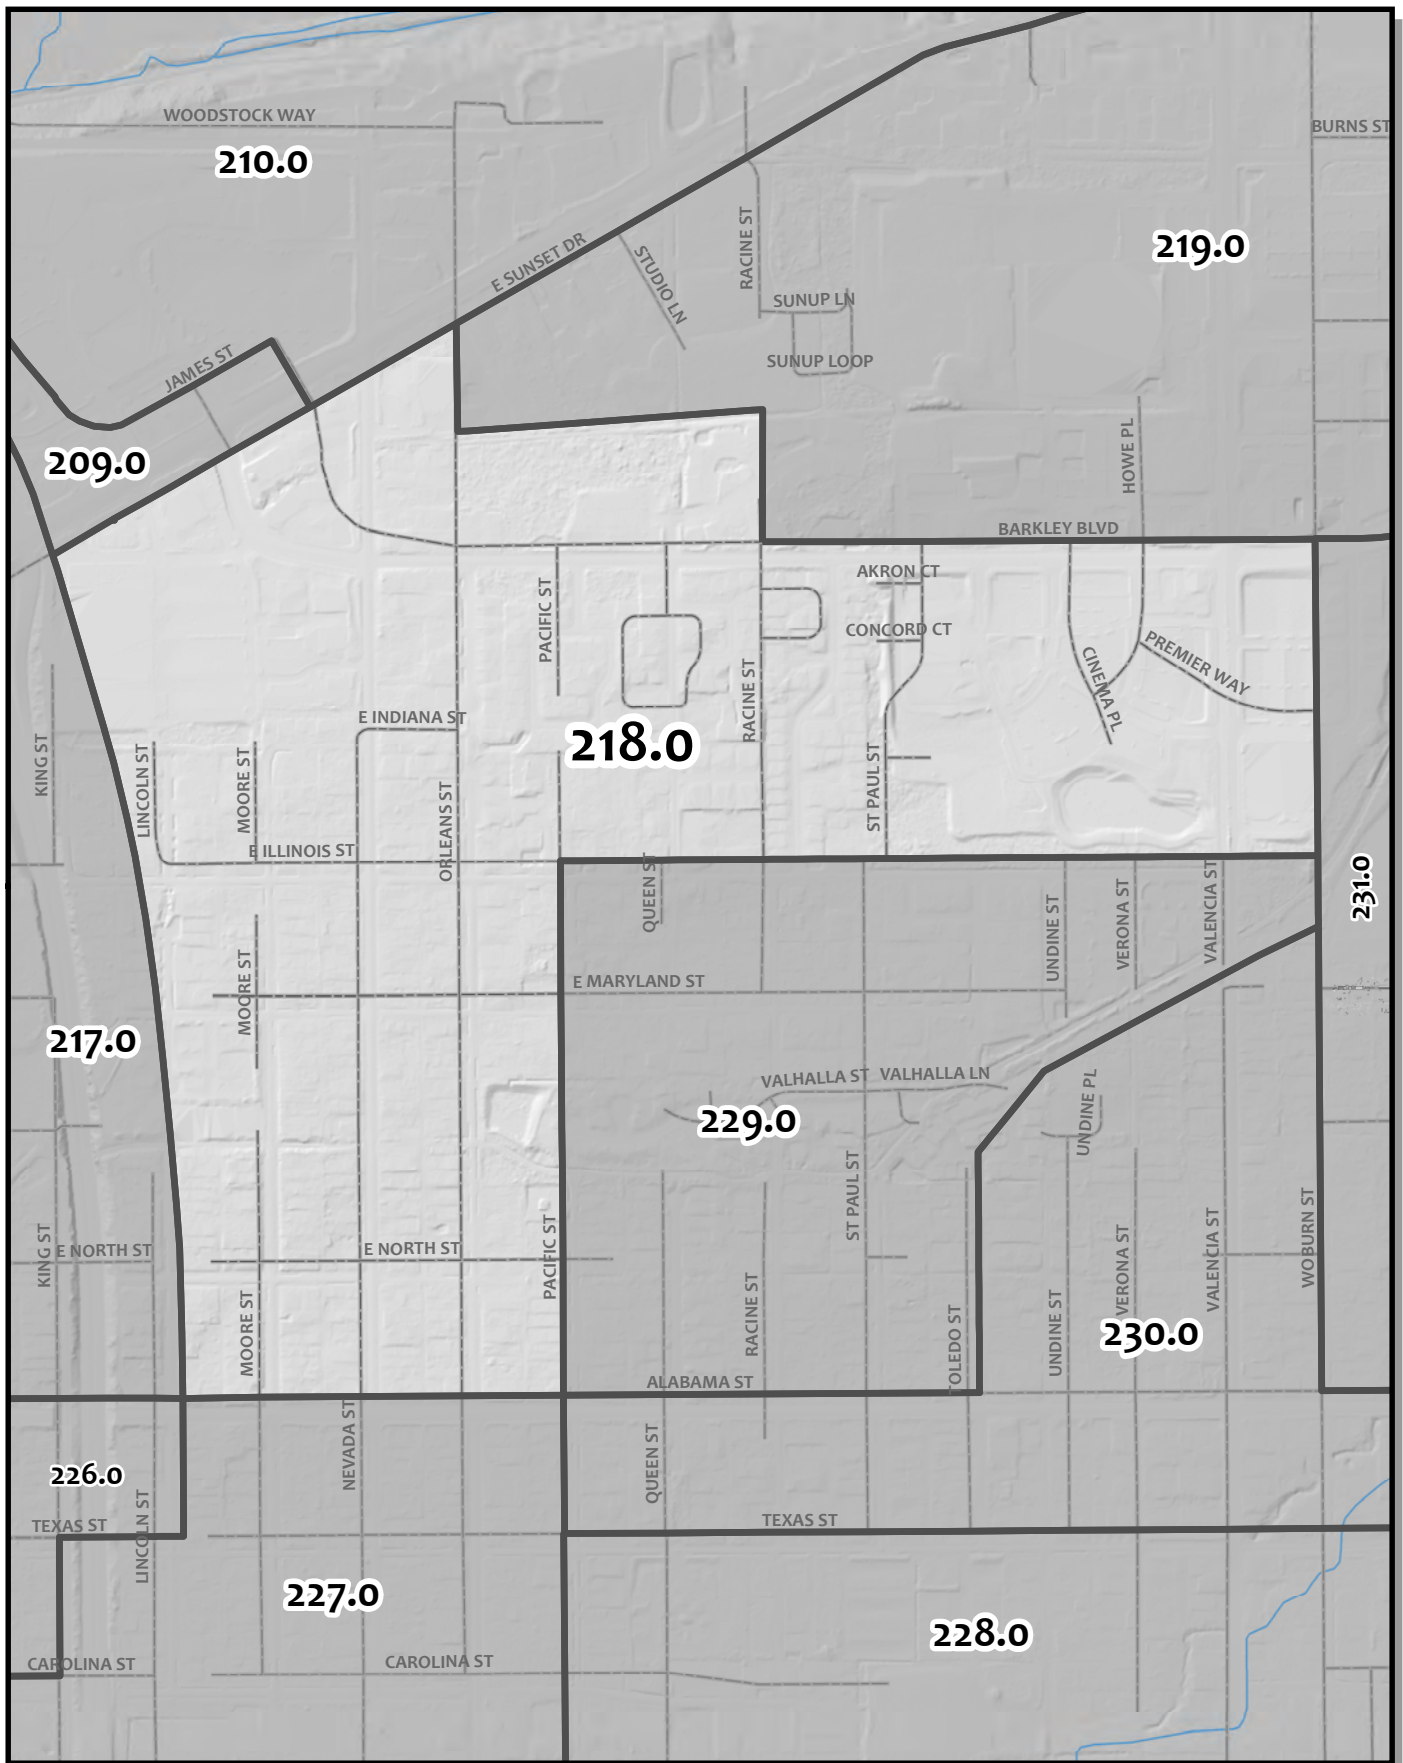 WOODSTOCK WAY
BURNS ST
210.0
219.0
RACINE ST
E SUNSET DR
STUDIO LN
SUNUP LN
SUNUP LOOP
JAMES ST
209.0
HOWE PL
BARKLEY BLVD
AKRON CT
PACIFIC ST
CONCORD CT
CINEMA PL
PREMIER WAY
RACINE ST
E INDIANA ST
218.0
KING ST
LINCOLN ST
MOORE ST
ORLEANS ST
ST PAUL ST
E ILLINOIS ST
QUEEN ST
231.0
UNDINE ST
VERONA ST
VALENCIA ST
MOORE ST
E MARYLAND ST
217.0
VALHALLA ST
VALHALLA LN
229.0
UNDINE PL
ST PAUL ST
KING ST
E NORTH ST
E NORTH ST
PACIFIC ST
WOBURN ST
VALENCIA ST
VERONA ST
MOORE ST
RACINE ST
TOLEDO ST
UNDINE ST
230.0
ALABAMA ST
NEVADA ST
QUEEN ST
226.0
TEXAS ST
LINCOLN ST
TEXAS ST
227.0
228.0
CAROLINA ST
CAROLINA ST